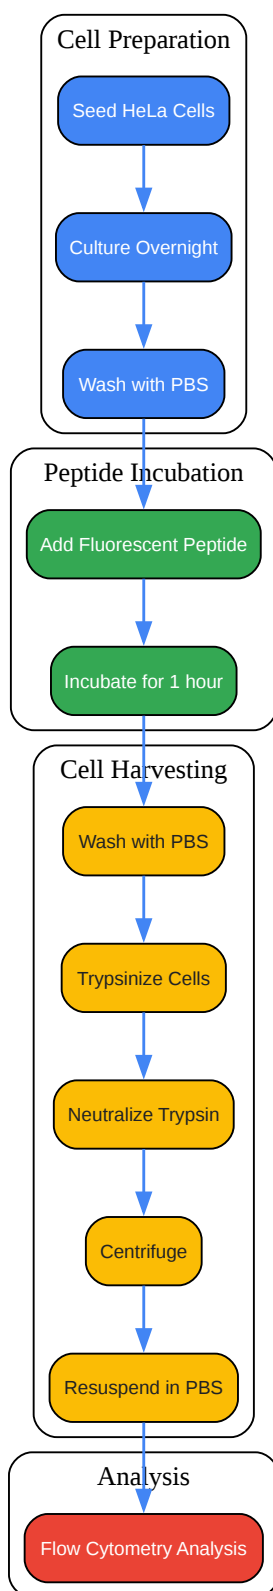 Cell Preparation
Seed HeLa Cells
Culture Overnight
Wash with PBS
Peptide Incubation
Add Fluorescent Peptide
Incubate for 1 hour
Cell Harvesting
Wash with PBS
Trypsinize Cells
Neutralize Trypsin
Centrifuge
Resuspend in PBS
Analysis
Flow Cytometry Analysis